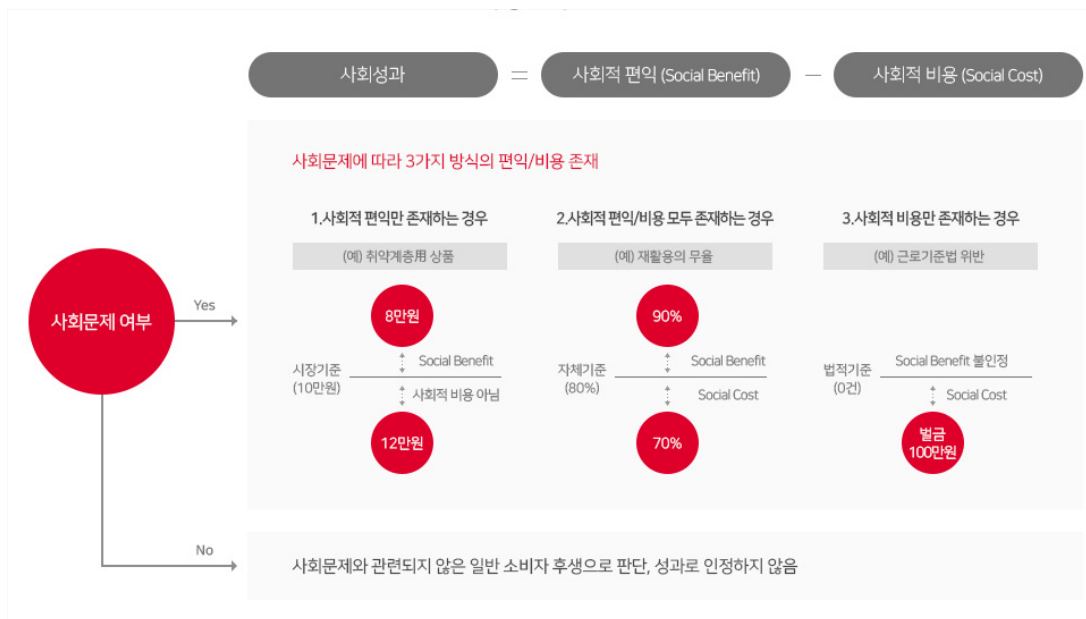 사회성과 = 사회적 편익 (Social Benefit) - 사회적 비용 (Social Cost)
사회문제에 따라 3가지 방식의 편익/비용 존재
1.사회적 편익만 존재하는 경우
(예) 취약계층用 상품
8만원
시장기준
(10만원)
Social Benefit
사회적 비용 아님
12만원
2.사회적 편익/비용 모두 존재하는 경우
(예) 재활용의 무율
90%
자체기준
(80%)
Social Benefit
Social Cost
70%
3.사회적 비용만 존재하는 경우
(예) 근로기준법 위반
법적기준
(0건)
Social Benefit 불인정
Social Cost
벌금
100만원
사회문제 여부
Yes
No
사회문제와 관련되지 않은 일반 소비자 후생으로 판단, 성과로 인정하지 않음